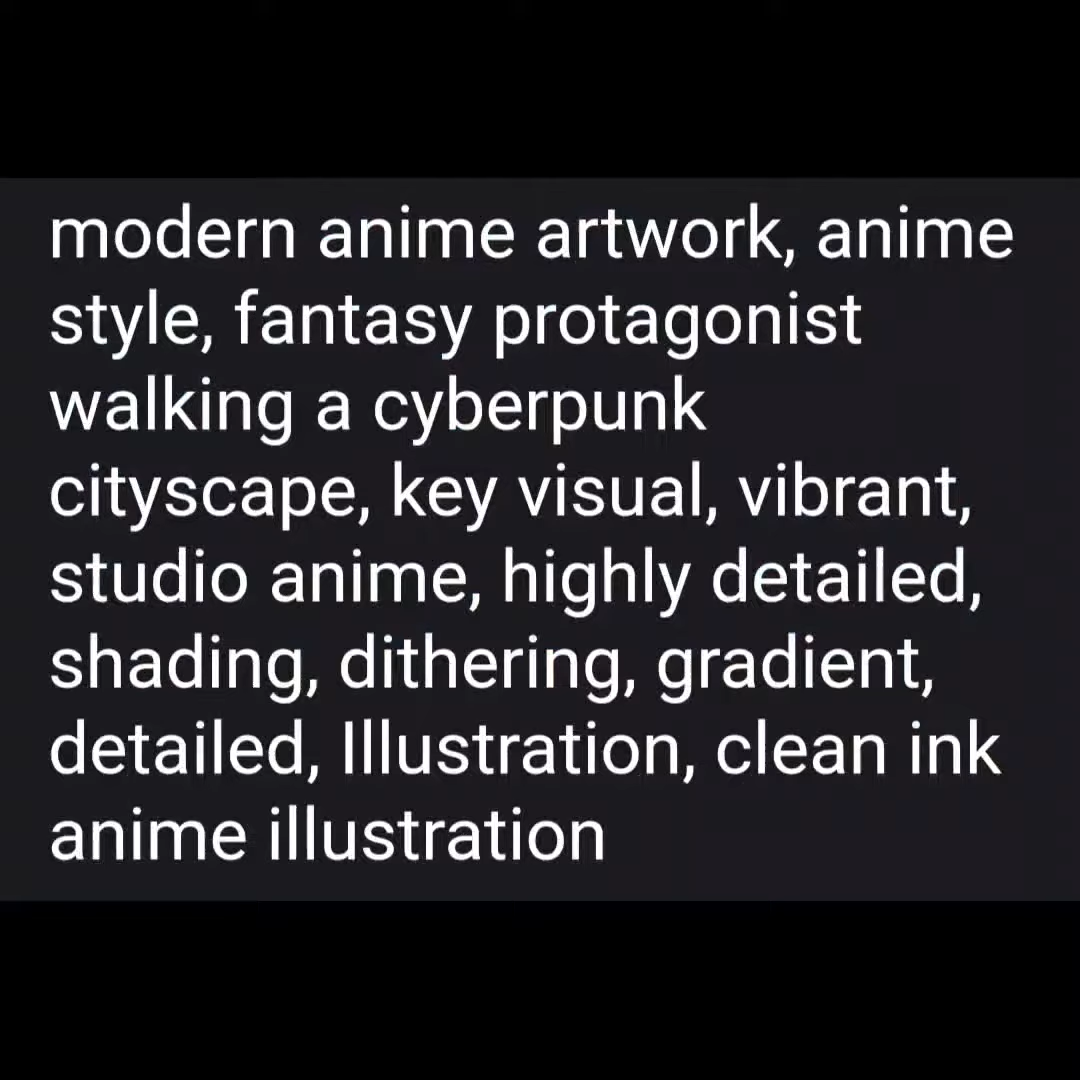 modern anime artwork, anime
style, fantasy protagonist
walking a cyberpunk
cityscape, key visual, vibrant,
studio anime, highly detailed,
shading, dithering, gradient,
detailed, Illustration, clean ink
anime illustration